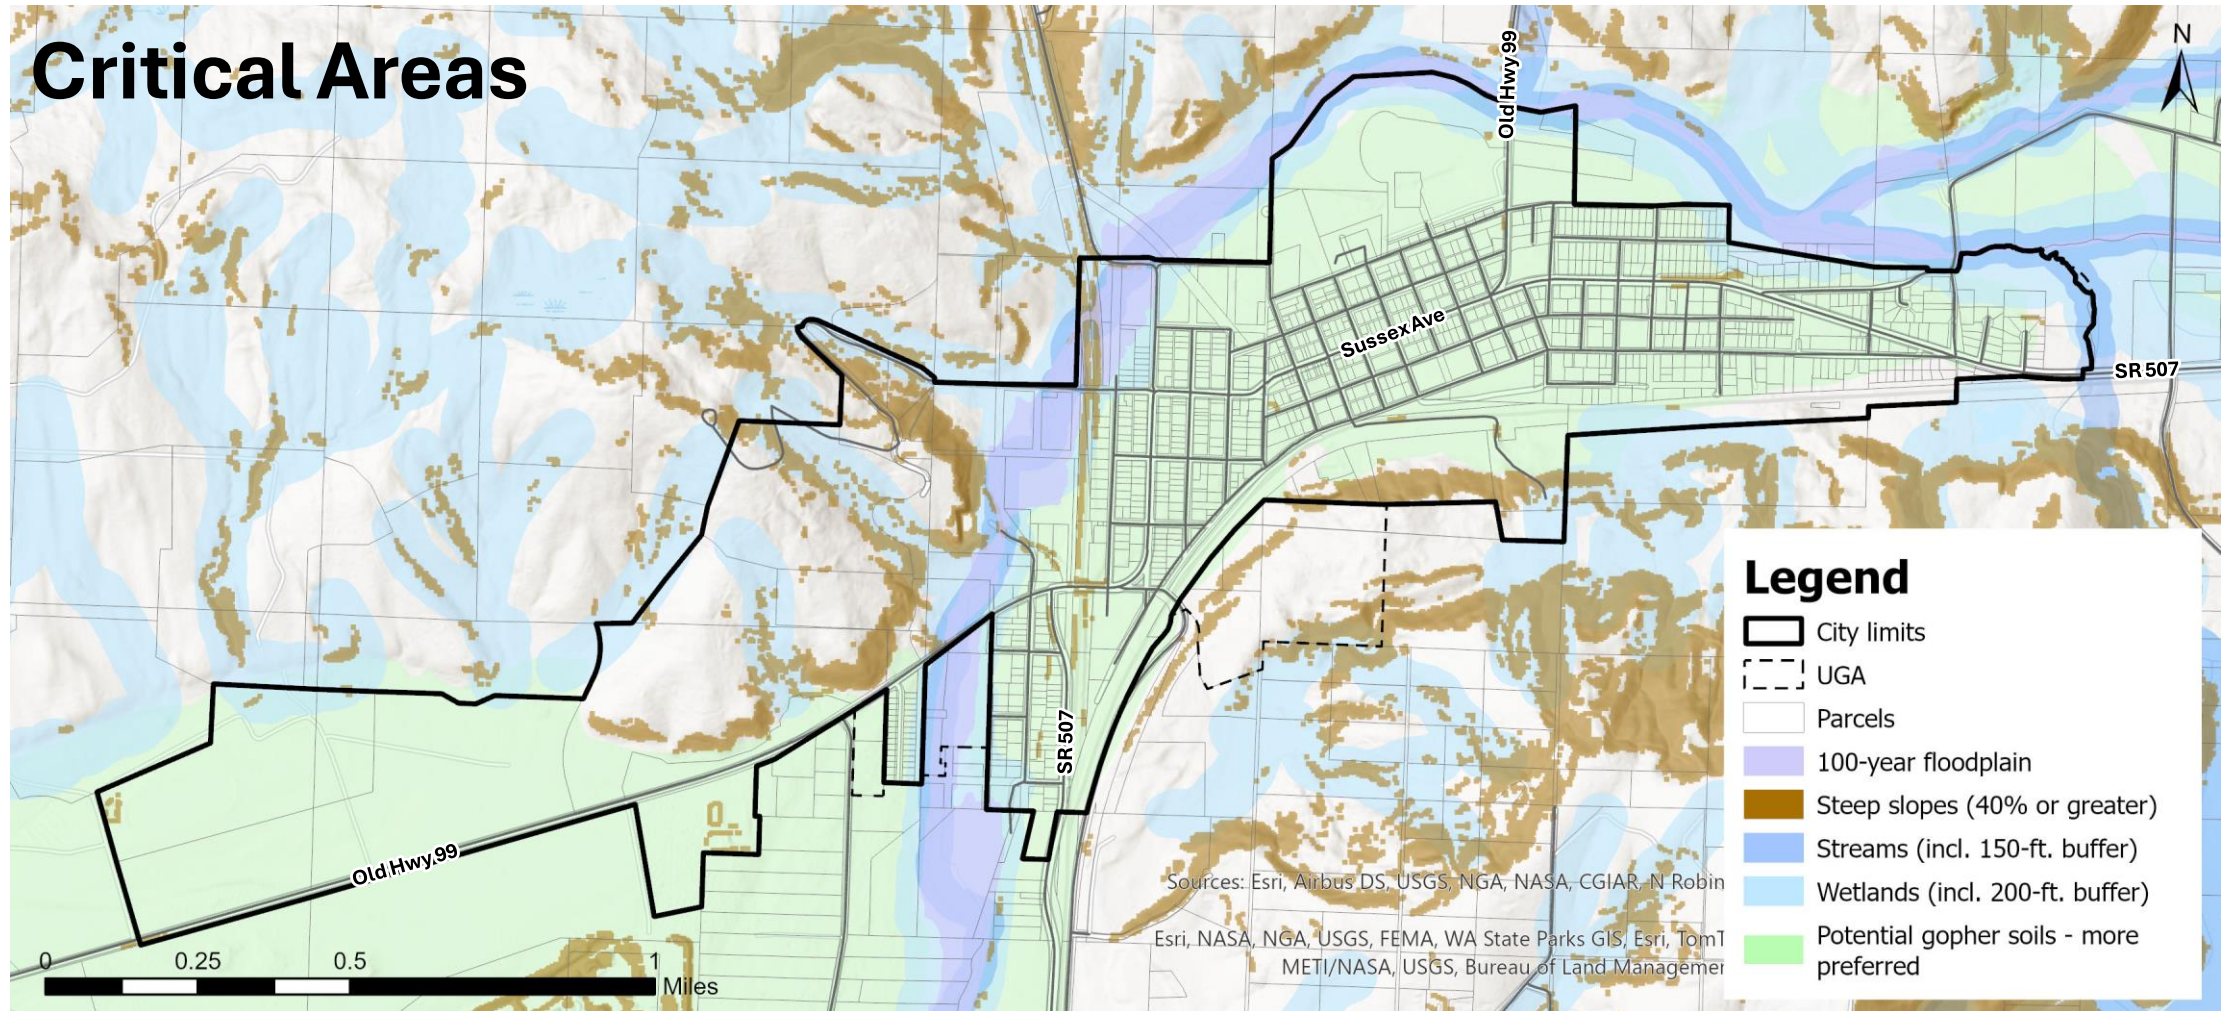 Critical Areas
N
Old Hwy 99
Sussex Ave
SR 507
SR 507
Old Hwy 99
Legend
City limits
UGA
Parcels
100-year floodplain
Steep slopes (40% or greater)
Streams (incl. 150-ft. buffer)
Wetlands (incl. 200-ft. buffer)
Potential gopher soils - more
preferred
Sources: Esri, Airbus DS, USGS, NGA, NASA, CGIAR, N Robin
Esri, NASA, NGA, USGS, FEMA, WA State Parks GIS, Esri, TomT
METI/NASA, USGS, Bureau of Land Managemen
0 0.25 0.5 1
Miles